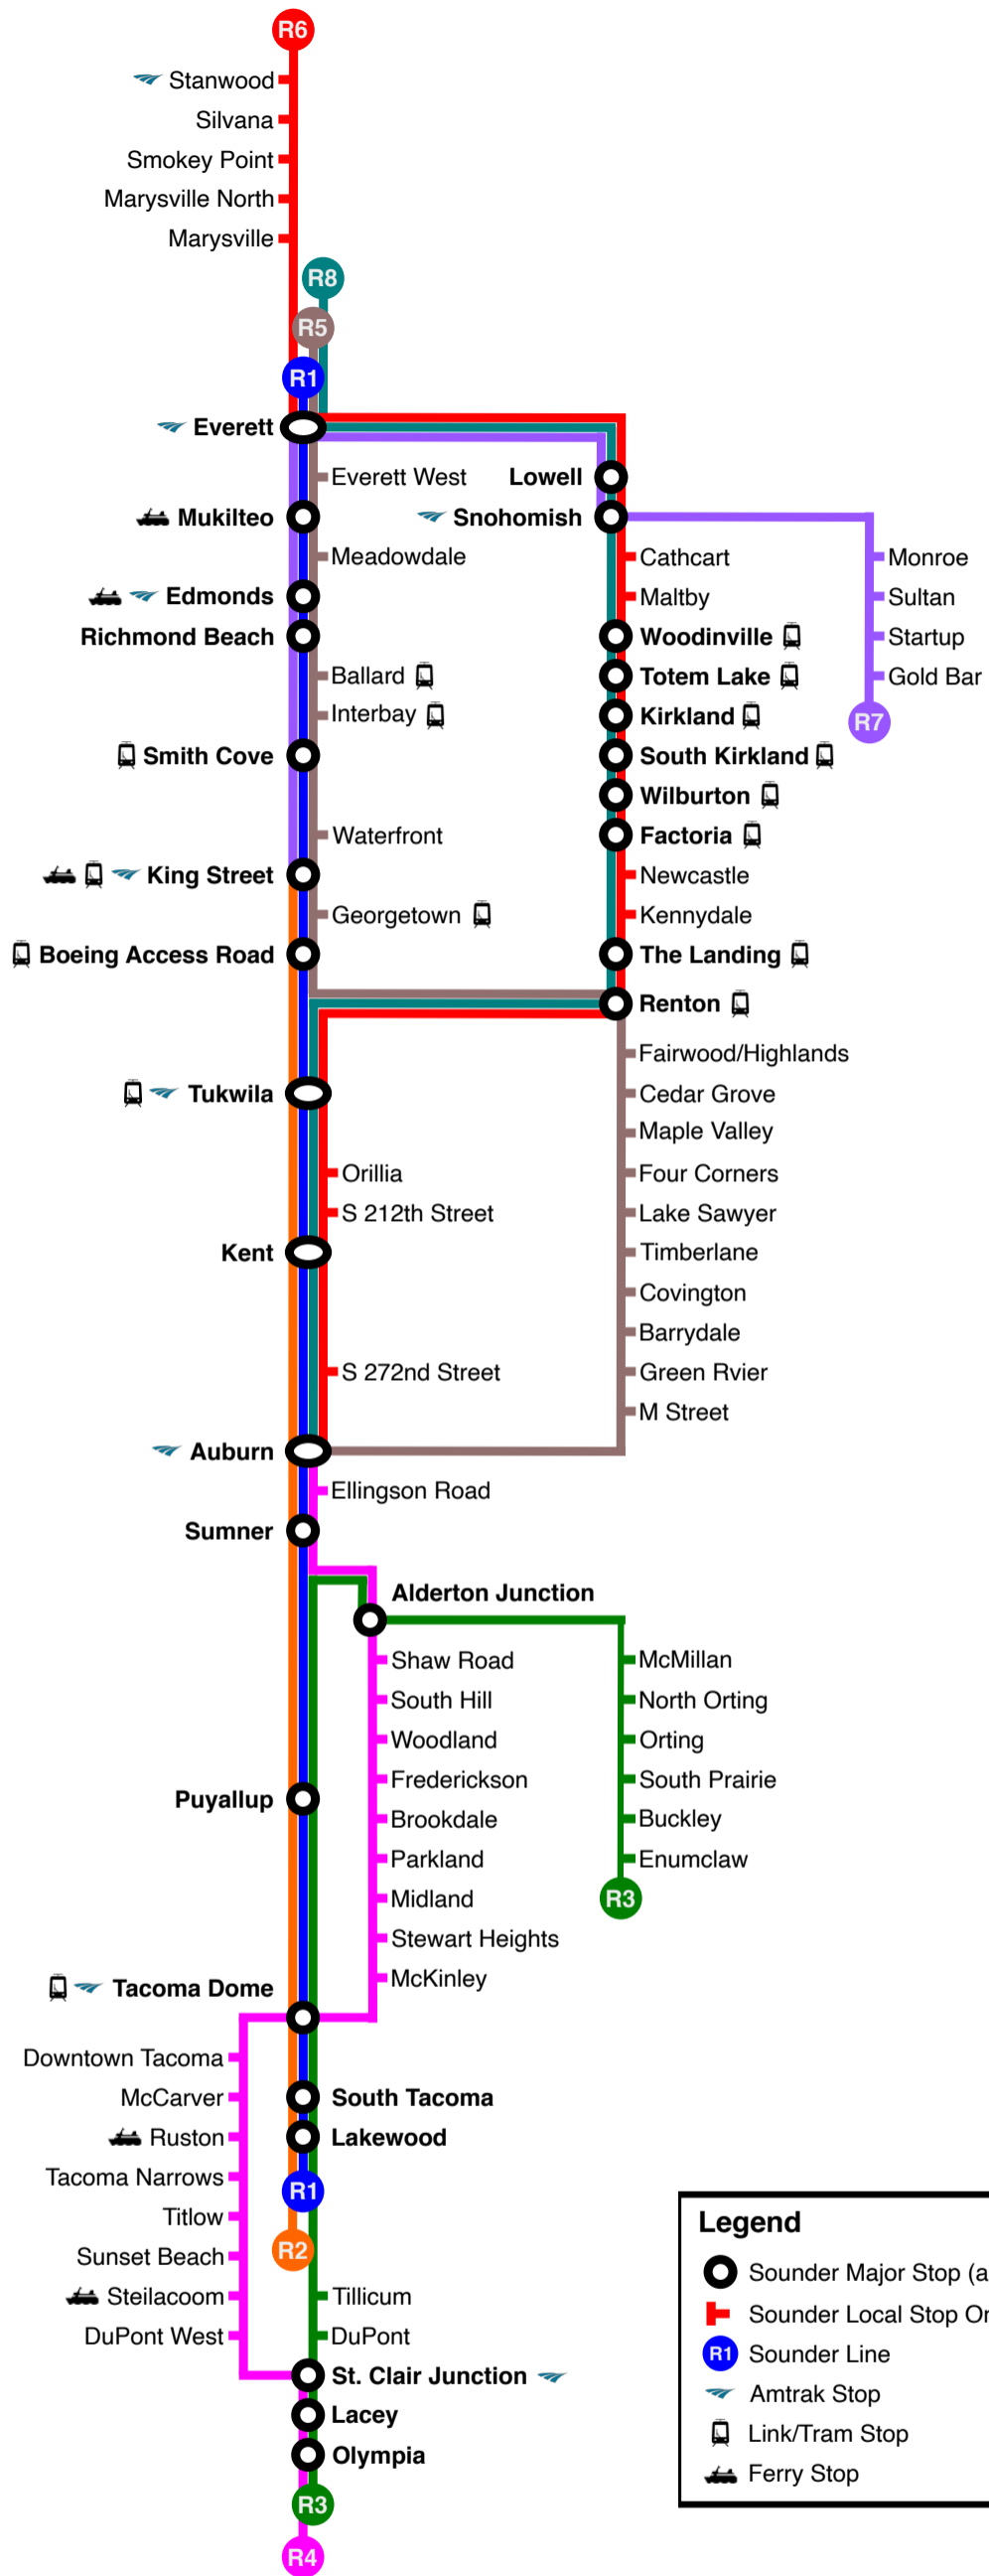 R6
Stanwood
Silvana
Smokey Point
Marysville North
Marysville
R8
R5
R1
Everett
Everett West
Lowell
Mukilteo
Snohomish
Meadowdale
Cathcart
Monroe
Edmonds
Maltby
Sultan
Richmond Beach
Woodinville
Startup
Ballard
Totem Lake
Gold Bar
Interbay
Kirkland
R7
Smith Cove
South Kirkland
Wilburton
Waterfront
Factoria
King Street
Newcastle
Georgetown
Kennydale
Boeing Access Road
The Landing
Renton
Fairwood/Highlands
Tukwila
Cedar Grove
Maple Valley
Orillia
Four Corners
S 212th Street
Lake Sawyer
Kent
Timberlane
Covington
Barrydale
S 272nd Street
Green Rvier
M Street
Auburn
Ellingson Road
Sumner
Alderton Junction
Shaw Road
McMillan
South Hill
North Orting
Woodland
Orting
Frederickson
South Prairie
Puyallup
Brookdale
Buckley
Parkland
Enumclaw
Midland
R3
Stewart Heights
McKinley
Tacoma Dome
Downtown Tacoma
McCarver
South Tacoma
Ruston
Lakewood
Tacoma Narrows
R1
Titlow
R2
Sunset Beach
Steilacoom
Tillicum
DuPont West
DuPont
St. Clair Junction
Lacey
Olympia
R3
R4
Legend
Sounder Major Stop (a
Sounder Local Stop Or
R1 Sounder Line
Amtrak Stop
Link/Tram Stop
Ferry Stop